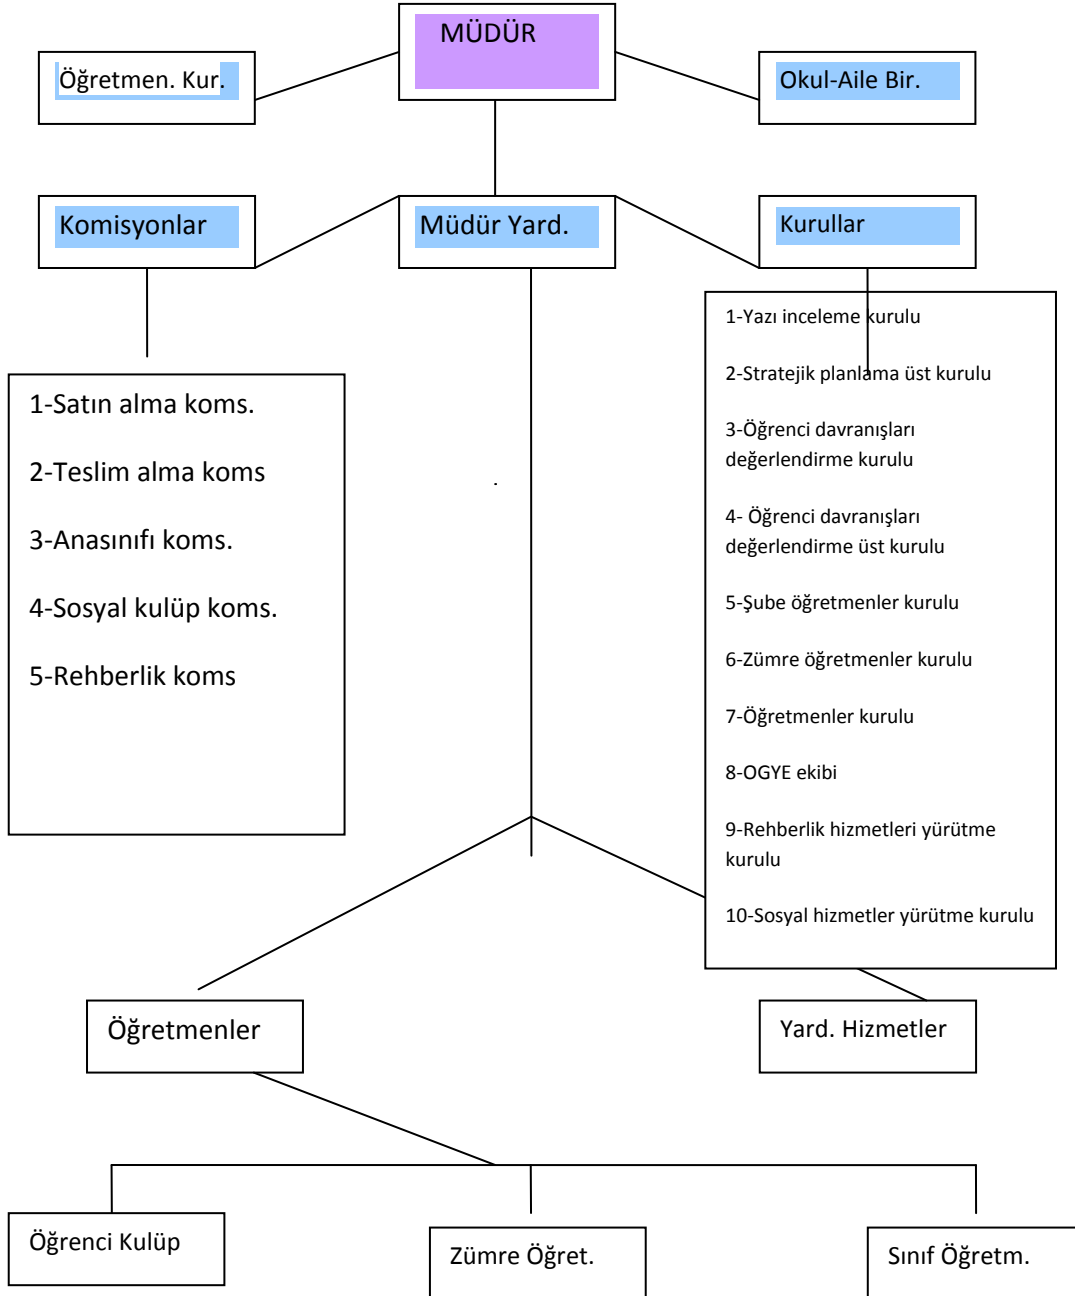 MÜDÜR
Öğretmen. Kur.
Okul-Aile Bir.
Komisyonlar
Müdür Yard.
Kurullar
1-Satın alma koms.
2-Teslim alma koms
3-Anasınıfı koms.
4-Sosyal kulüp koms.
5-Rehberlik koms
1-Yazı inceleme kurulu
2-Stratejik planlama üst kurulu
3-Öğrenci davranışları
değerlendirme kurulu
4- Öğrenci davranışları
değerlendirme üst kurulu
5-Şube öğretmenler kurulu
6-Zümre öğretmenler kurulu
7-Öğretmenler kurulu
8-OGYE ekibi
9-Rehberlik hizmetleri yürütme
kurulu
10-Sosyal hizmetler yürütme kurulu
Öğretmenler
Yard. Hizmetler
Öğrenci Kulüp
Zümre Öğret.
Sınıf Öğretm.